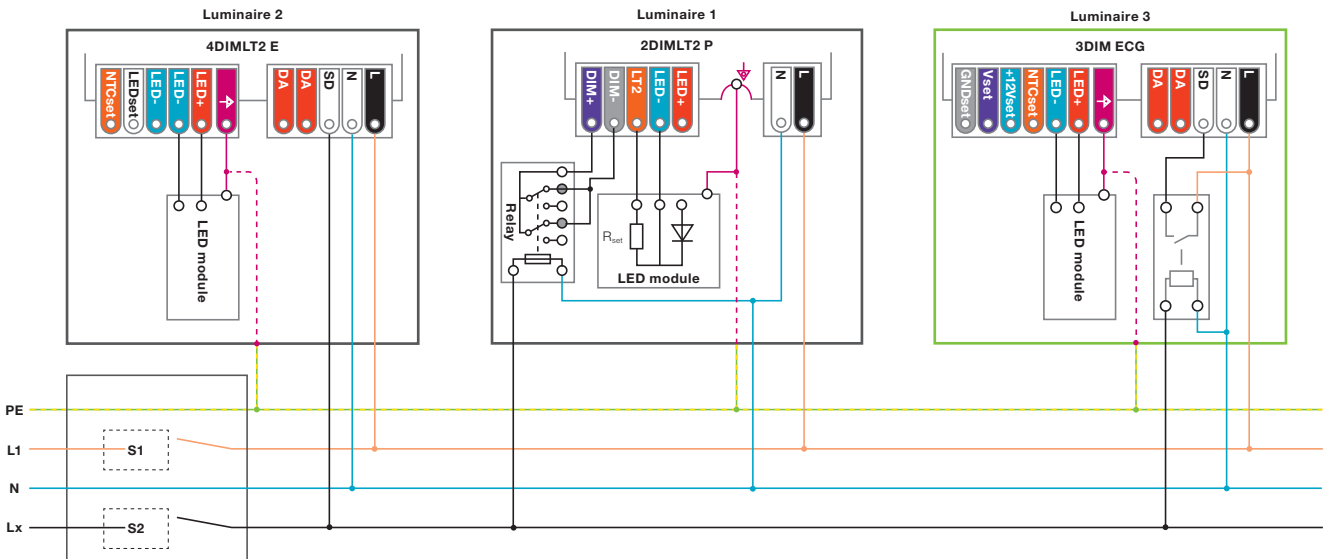 Luminaire 2
Luminaire 1
Luminaire 3
4DIMLT2 E
2DIMLT2 P
3DIM ECG
NTCset
LEDset
LED+
LED-
LED+
DA
DA
SD
N
L
DIM+
DIM-
LT2
LED-
LED+
N
L
GNDset
Vset
+12Vset
NTCset
LED-
LED+
DA
DA
SD
N
L
LED module
Relay
Rset
LED module
LED module
PE
L1
S1
N
Lx
S2